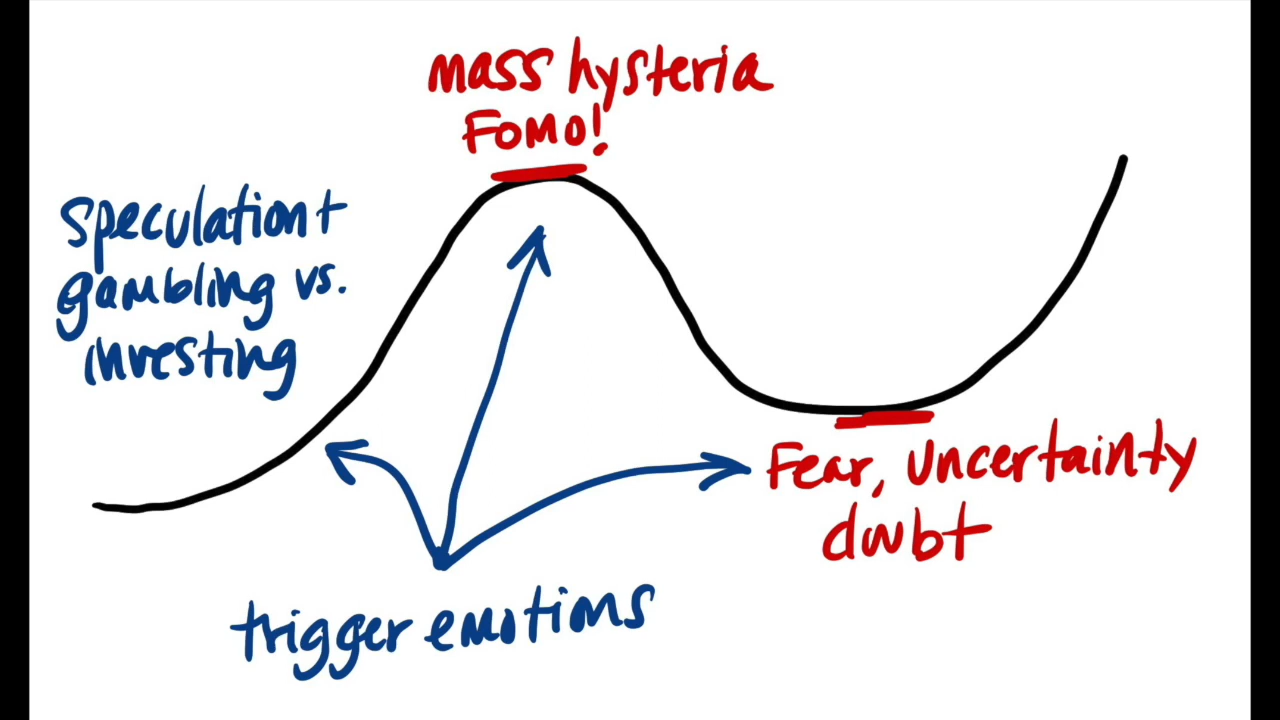 mass hysteria
FOMO!
Speculation +
gambling vs.
investing
Fear, Uncertainty
doubt
trigger emotions